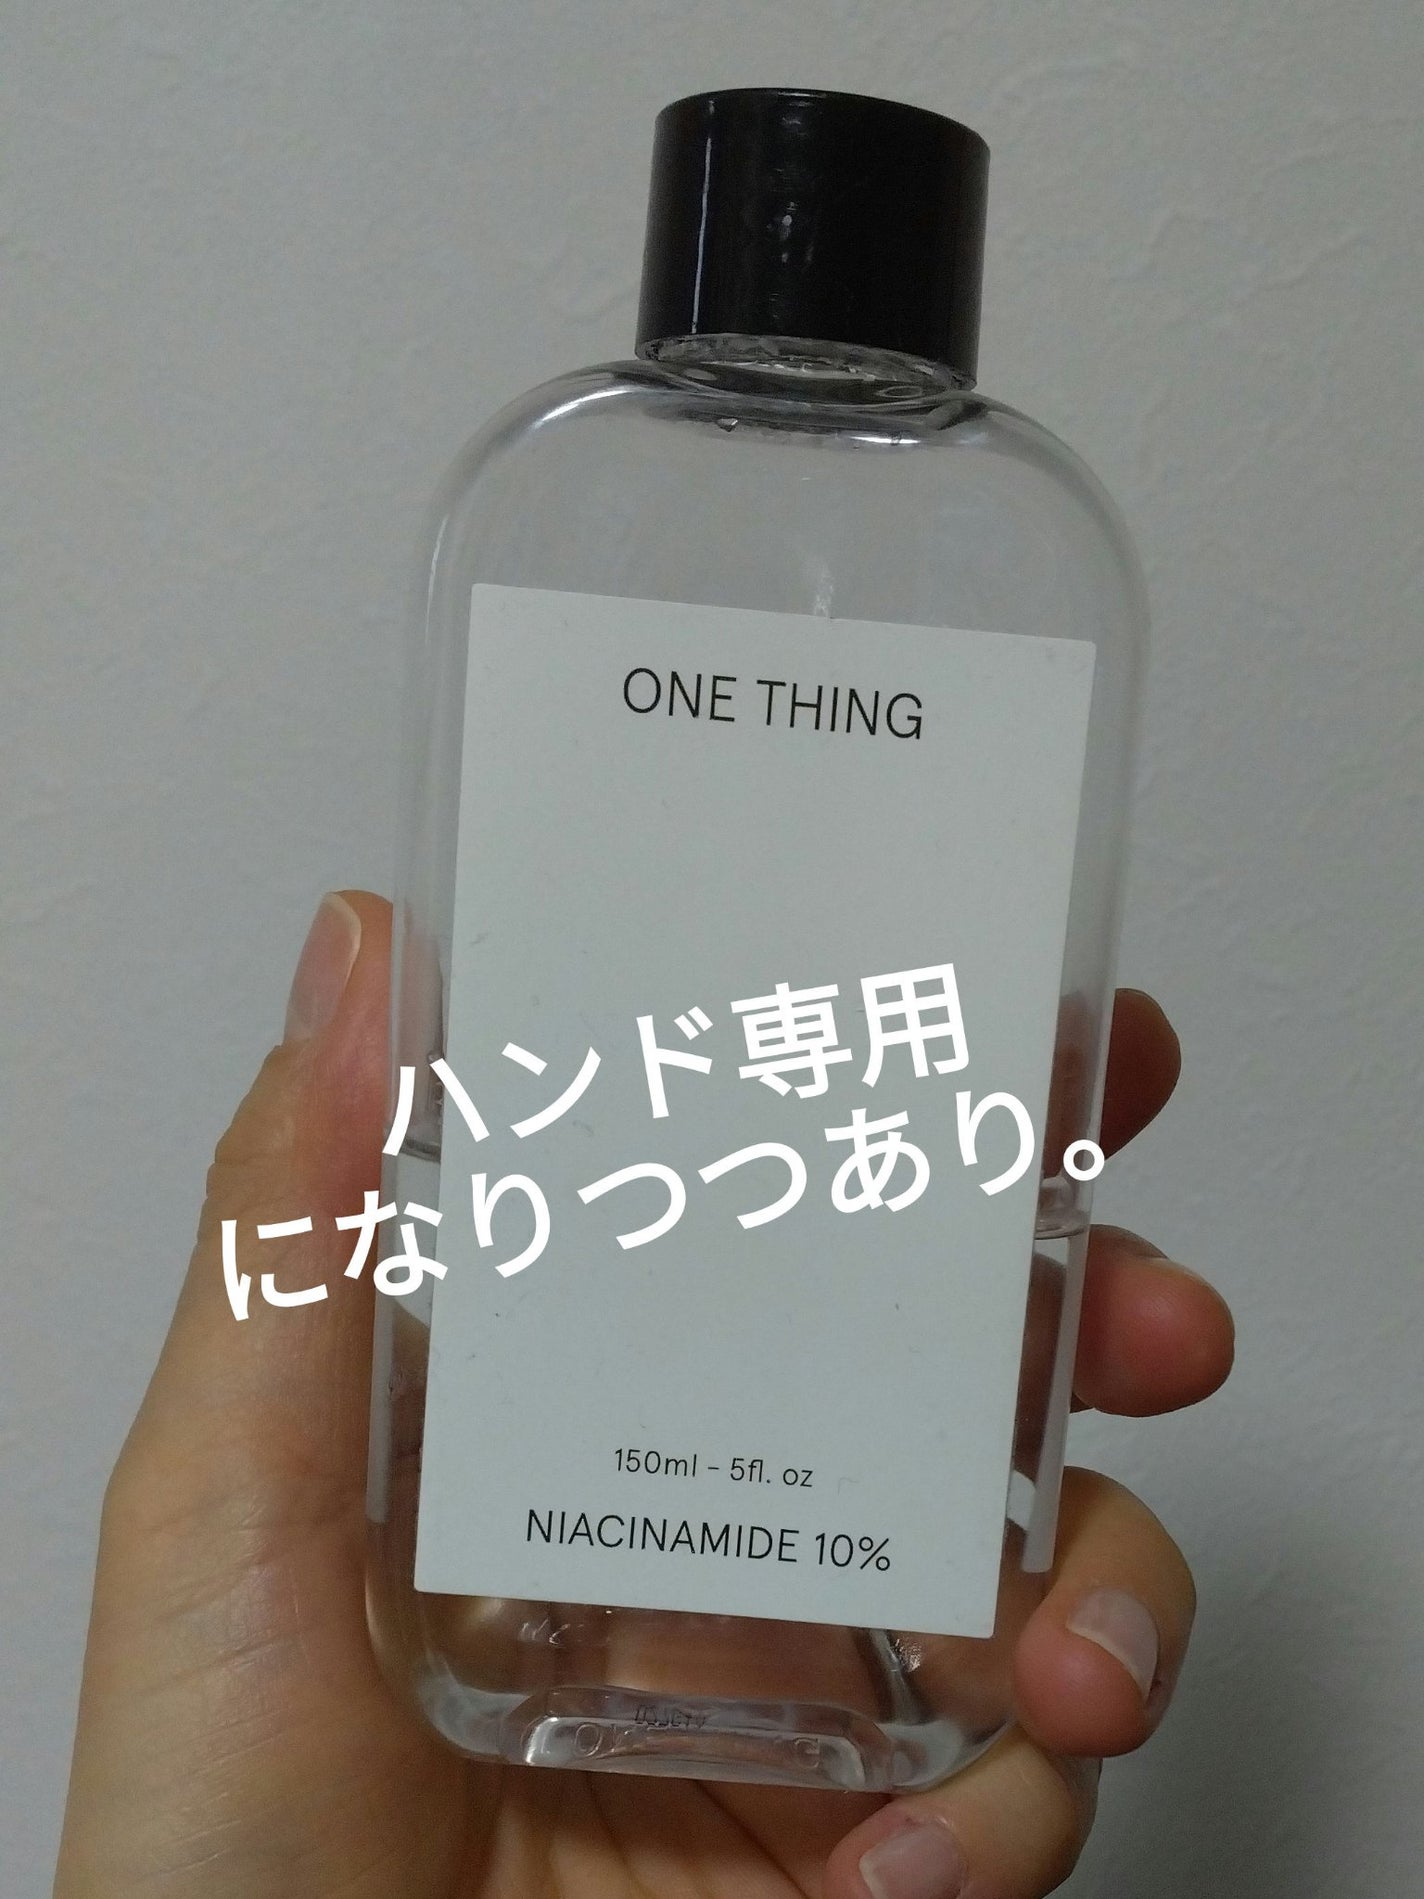 ONE THING
ハンド専用
になりつつあり。
150ml - 5fl. oz
NIACINAMIDE 10%